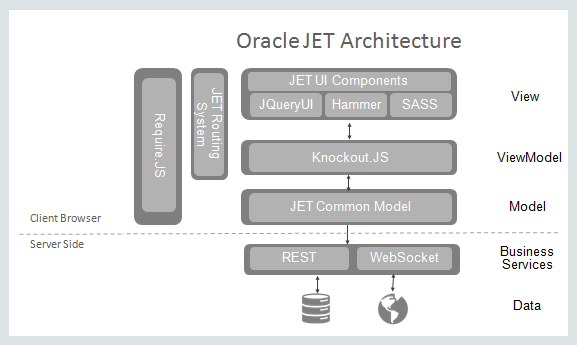 Oracle JET Architecture
JET UI Components
JQueryUI
Hammer
SASS
View
Require.JS
JET Routing
System
Knockout.JS
ViewModel
JET Common Model
Model
Client Browser
Server Side
REST
WebSocket
Business
Services
Data